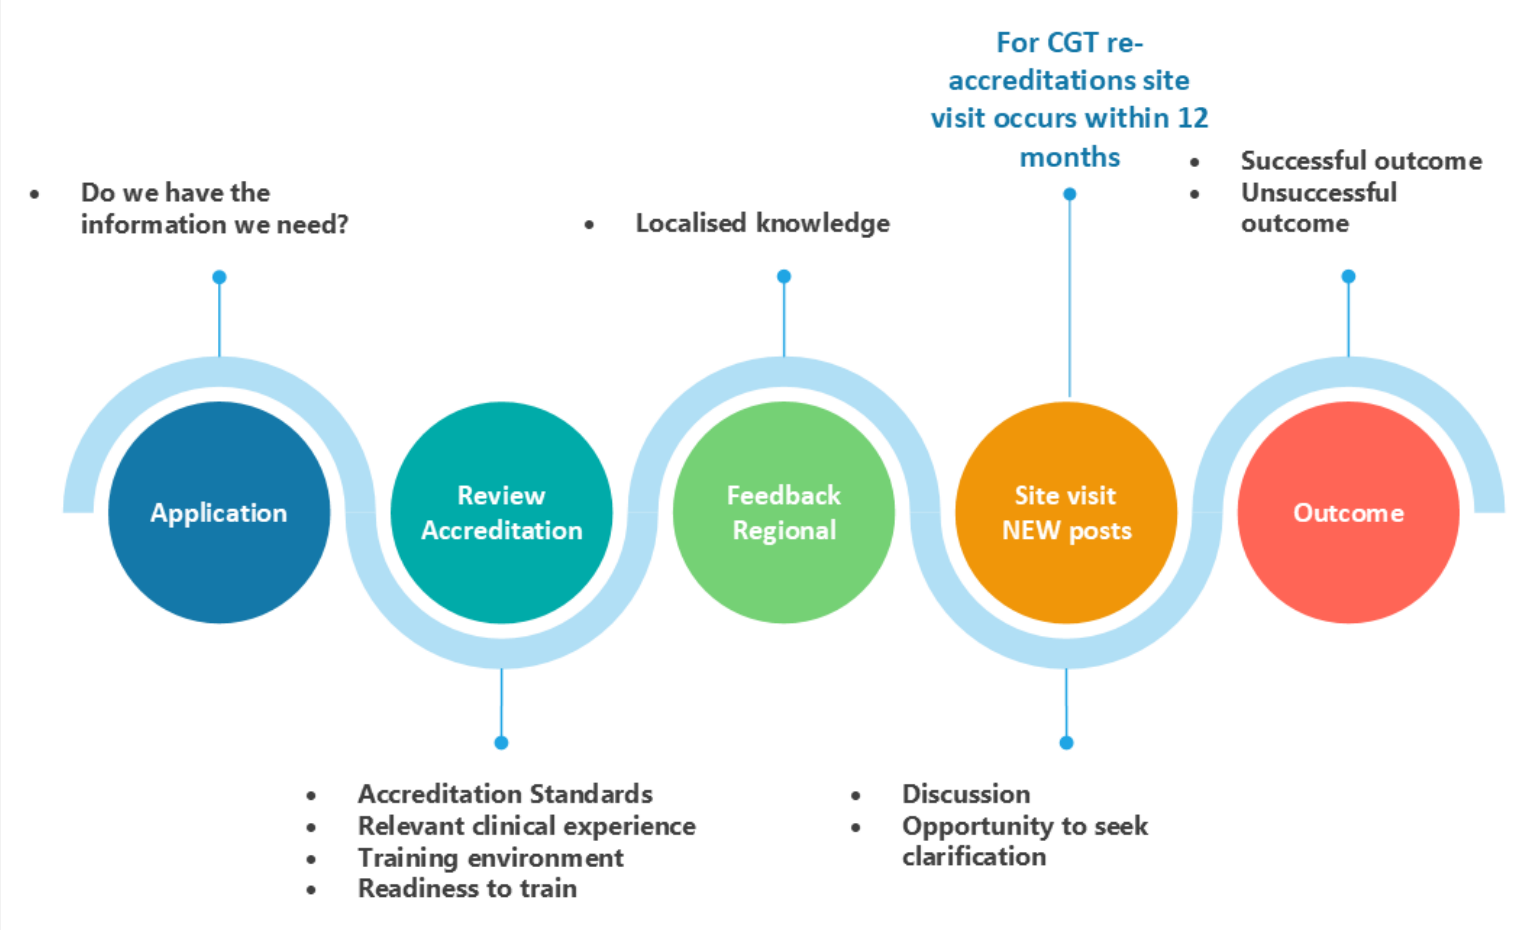 For CGT re-
accreditations site
visit occurs within 12
months
• Do we have the
information we need?
• Localised knowledge
• Successful outcome
• Unsuccessful
outcome
Application
Review
Accreditation
Feedback
Regional
Site visit
NEW posts
Outcome
• Accreditation Standards
• Relevant clinical experience
• Training environment
• Readiness to train
• Discussion
• Opportunity to seek
clarification